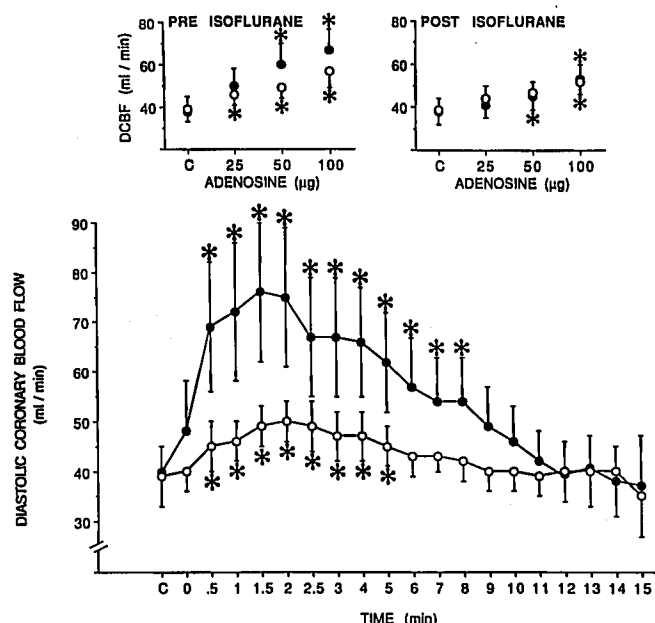 PRE ISOFLURANE
POST ISOFLURANE
DCBF (ml / min)
80
60
40
C 25 50 100
ADENOSINE (µg)
80
60
40
C 25 50 100
ADENOSINE (µg)
DIASTOLIC CORONARY BLOOD FLOW
(ml / min)
90
80
70
60
50
40
30
C 0 .5 1 1.5 2 2.5 3 4 5 6 7 8 9 10 11 12 13 14 15
TIME (min)